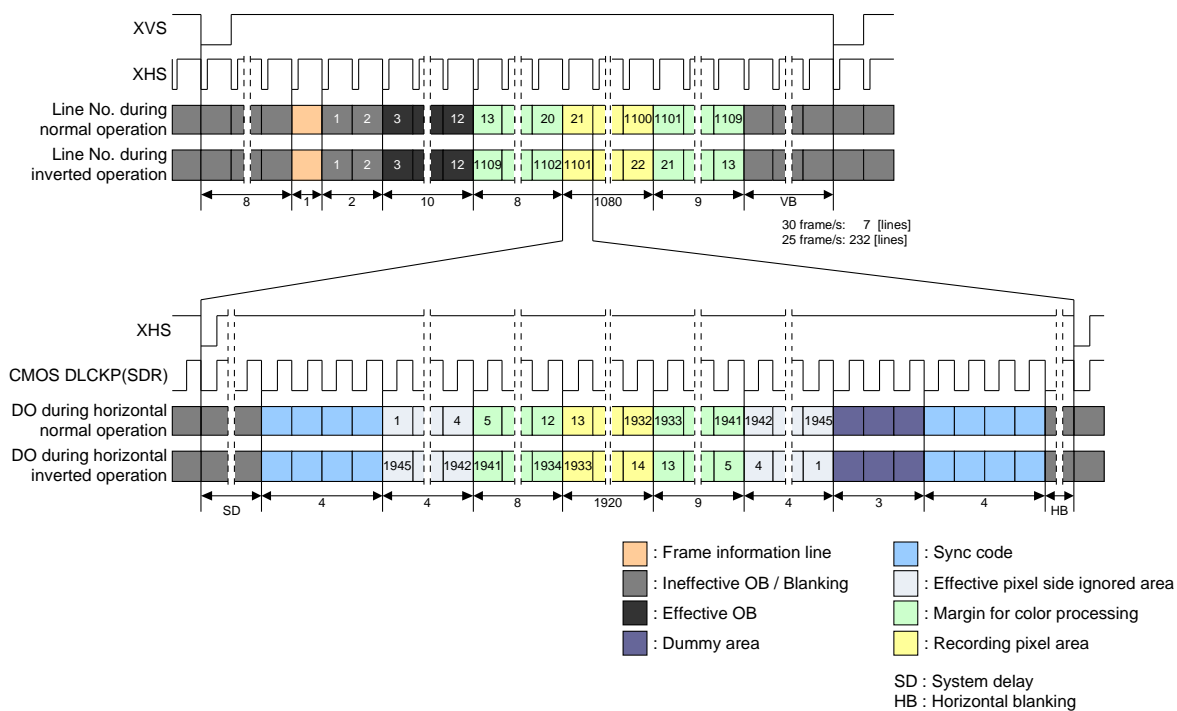 XVS
XHS
Line No. during
normal operation
1 2 3 12 13 20 21 1100 1101 1109
Line No. during
inverted operation
1 2 3 12 1109 1102 1101 22 21 13
8 1 2 10 8 1080 9 VB
30 frame/s: 7 [lines]
25 frame/s: 232 [lines]
XHS
CMOS DLCKP(SDR)
DO during horizontal
normal operation
1 4 5 12 13 1932 1933 1941 1942 1945
DO during horizontal
inverted operation
1945 1942 1941 1934 1933 14 13 5 4 1
SD 4 4 8 1920 9 4 3 4 HB
: Frame information line
: Ineffective OB / Blanking
: Effective OB
: Dummy area
: Sync code
: Effective pixel side ignored area
: Margin for color processing
: Recording pixel area
SD : System delay
HB : Horizontal blanking